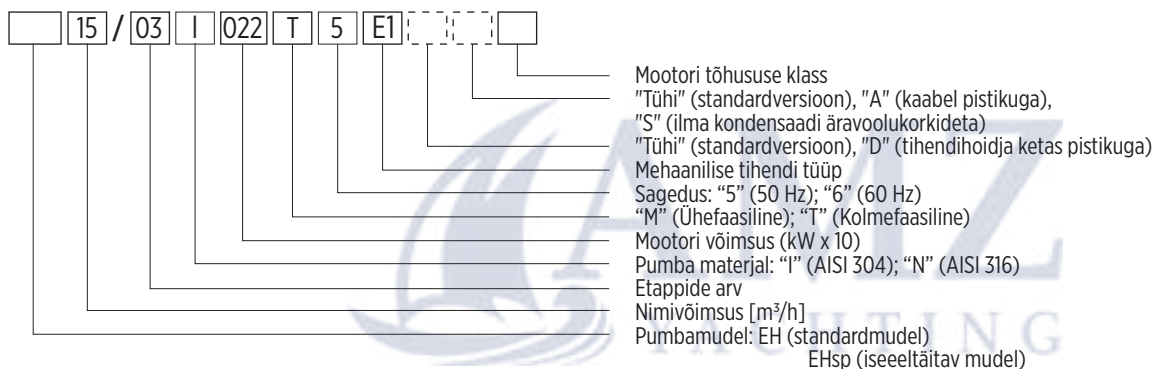 15 / 03 I 022 T 5 E1
Mootori tõhususe klass
"Tühi" (standardversioon), "A" (kaabel pistikuga),
"S" (ilma kondensaadi äravoolukorkideta)
"Tühi" (standardversioon), "D" (tihendihoidja ketas pistikuga)
Mehaanilise tihendi tüüp
Sagedus: “5” (50 Hz); “6” (60 Hz)
“M” (Ühefaasiline); “T” (Kolmefaasiline)
Mootori võimsus (kW x 10)
Pumba materjal: “I” (AISI 304); “N” (AISI 316)
Etappide arv
Nimivõimsus [m³/h]
Pumbamudel: EH (standardmudel)
EHsp (iseeeltäitav mudel)
AMZ
YACHTING